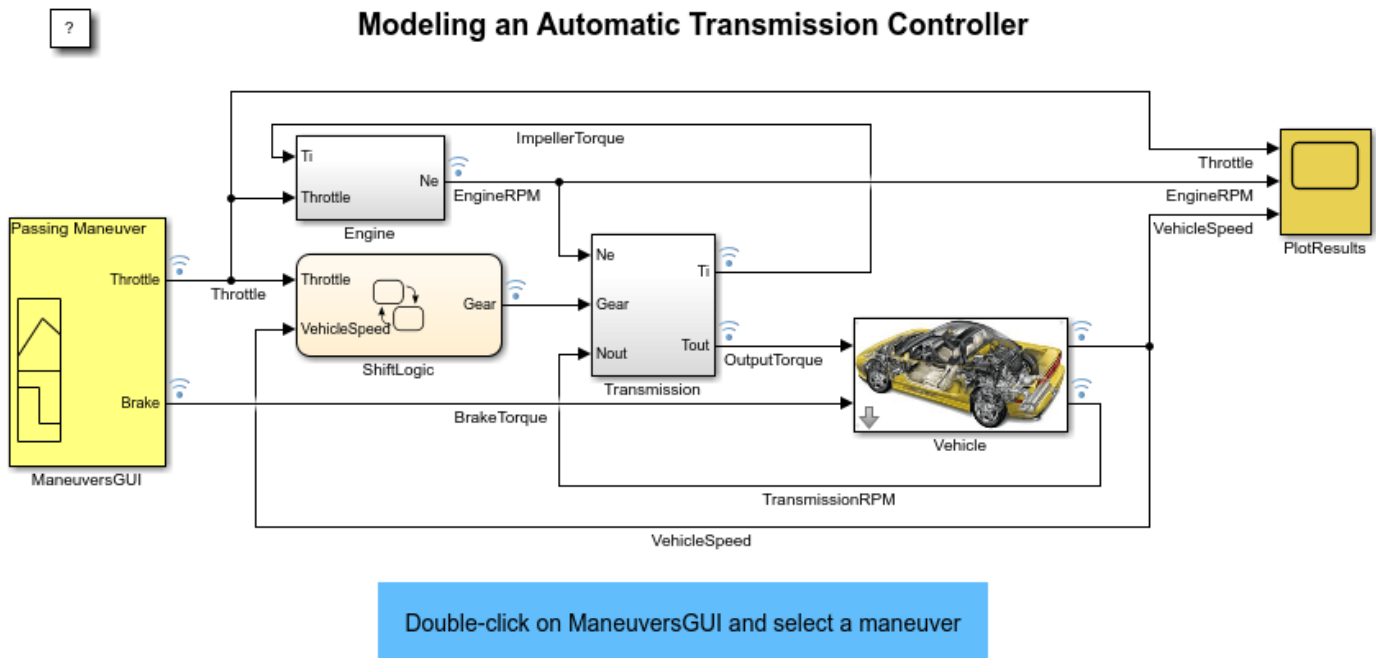 ?
Modeling an Automatic Transmission Controller
ImpellerTorque
Ti
Throttle
Ne
EngineRPM
Engine
Throttle
EngineRPM
VehicleSpeed
PlotResults
Passing Maneuver
Throttle
Brake
ManeuversGUI
Throttle
Throttle
VehicleSpeed
Gear
ShiftLogic
Ne
Gear
Nout
Ti
Tout
Transmission
OutputTorque
BrakeTorque
Vehicle
TransmissionRPM
VehicleSpeed
Double-click on ManeuversGUI and select a maneuver